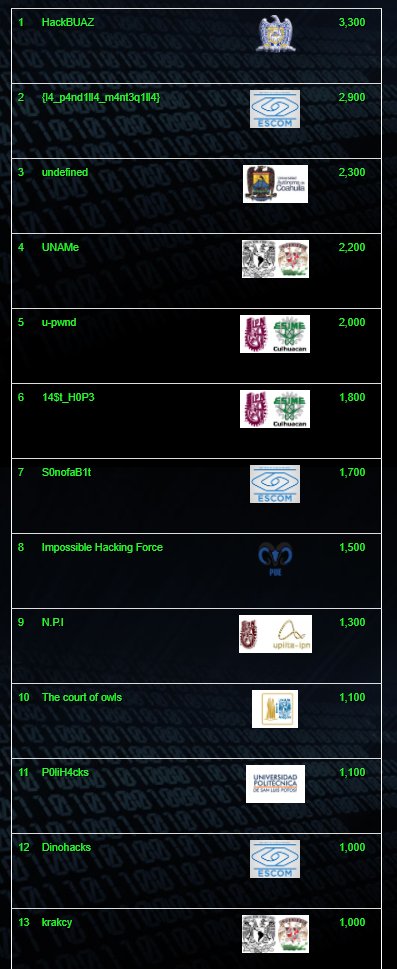 1 HackBUAZ 3,300
2 {l4_p4nd1ll4_m4nt3q1ll4} 2,900
ESCOM
3 undefined 2,300
Universidad
Autónoma de
Coahuila
4 UNAMe 2,200
5 u-pwnd 2,000
ESIME
Culhuacan
6 14$t_H0P3 1,800
ESIME
Culhuacan
7 S0nofaB1t 1,700
ESCOM
8 Impossible Hacking Force 1,500
PUE
9 N.P.I 1,300
upiita-ipn
10 The court of owls 1,100
11 P0liH4cks 1,100
UNIVERSIDAD
POLITÉCNICA
DE SAN LUIS POTOSÍ
12 Dinohacks 1,000
ESCOM
13 krakcy 1,000